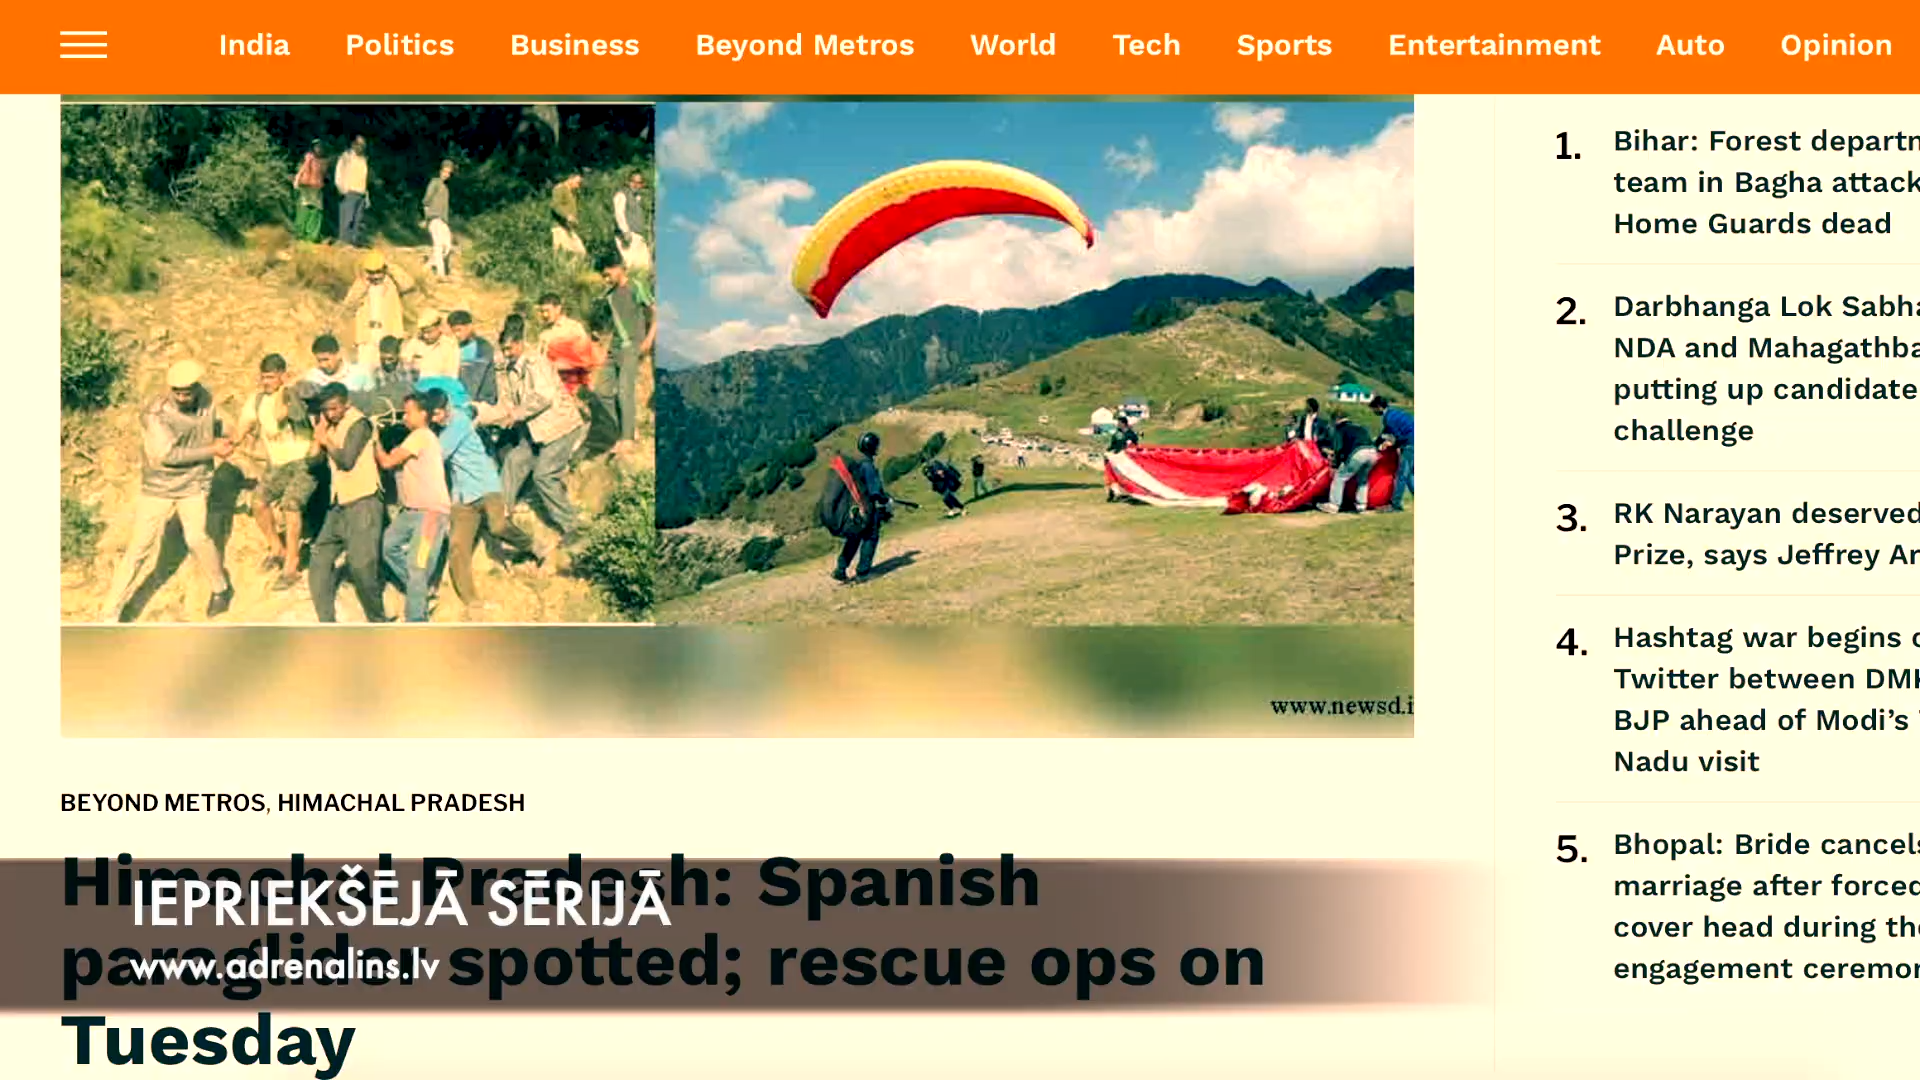 India Politics Business Beyond Metros World Tech Sports Entertainment Auto Opinion
www.newsd.i
BEYOND METROS, HIMACHAL PRADESH
Himachal Pradesh: Spanish
paraglider spotted; rescue ops on
Tuesday
IEPRIEKŠĒJĀ SĒRIJĀ
www.adrenalins.lv
1. Bihar: Forest departm
team in Bagha attack
Home Guards dead
2. Darbhanga Lok Sabha
NDA and Mahagathba
putting up candidate
challenge
3. RK Narayan deserved
Prize, says Jeffrey Ar
4. Hashtag war begins o
Twitter between DMK
BJP ahead of Modi’s
Nadu visit
5. Bhopal: Bride cancels
marriage after forced
cover head during the
engagement ceremon